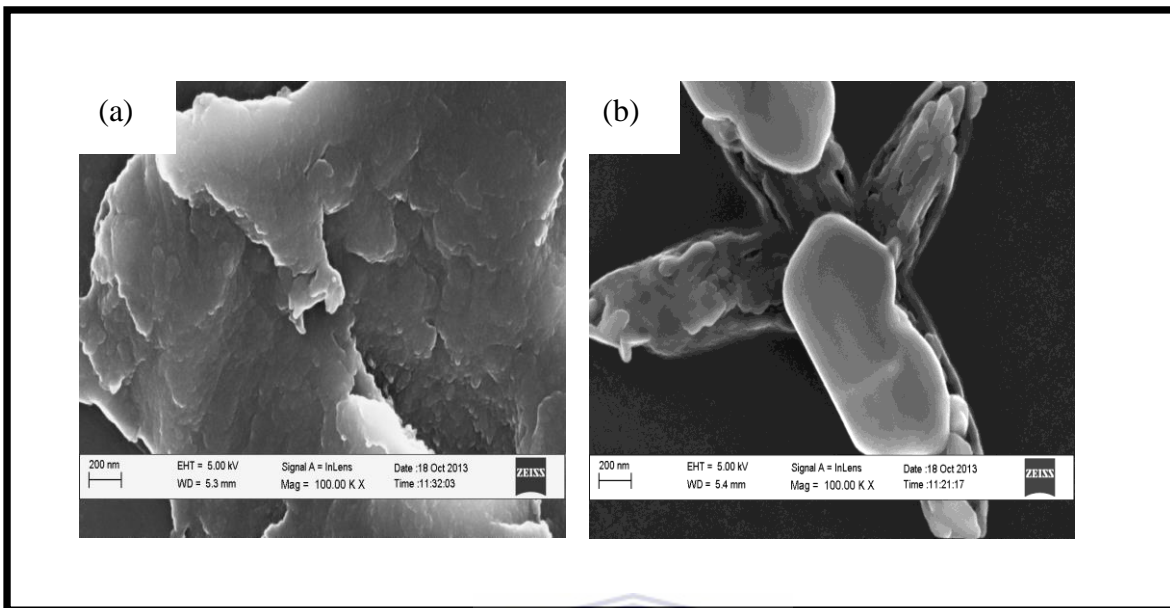 (a)
200 nm
EHT = 5.00 kV
WD = 5.3 mm
Signal A = InLens
Mag = 100.00 K X
Date :18 Oct 2013
Time :11:32:03
ZEISS
(b)
200 nm
EHT = 5.00 kV
WD = 5.4 mm
Signal A = InLens
Mag = 100.00 K X
Date :18 Oct 2013
Time :11:21:17
ZEISS